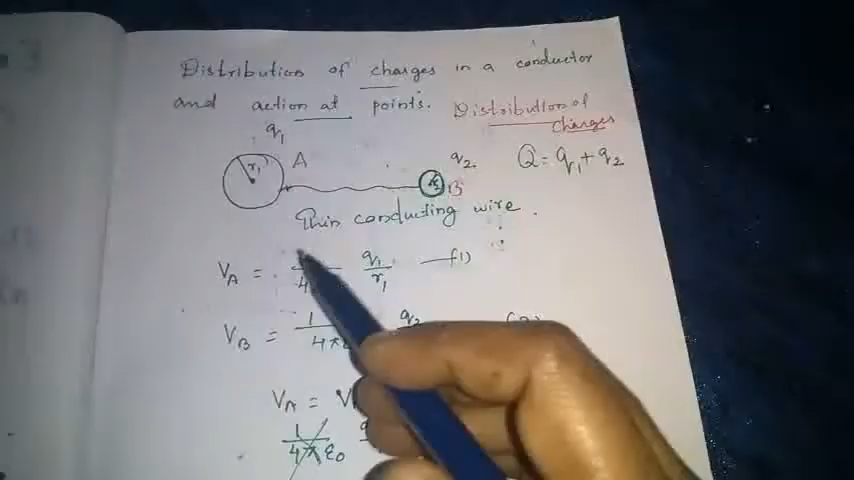 Distribution of charges in a conductor
and action at points. Distribution of
charges
q1
r1 A
q2
B
Q = q1 + q2
Thin conducting wire.
VA = q1/r1 —(1)
VB = 1/4π q2
VA = V
1/4πε0